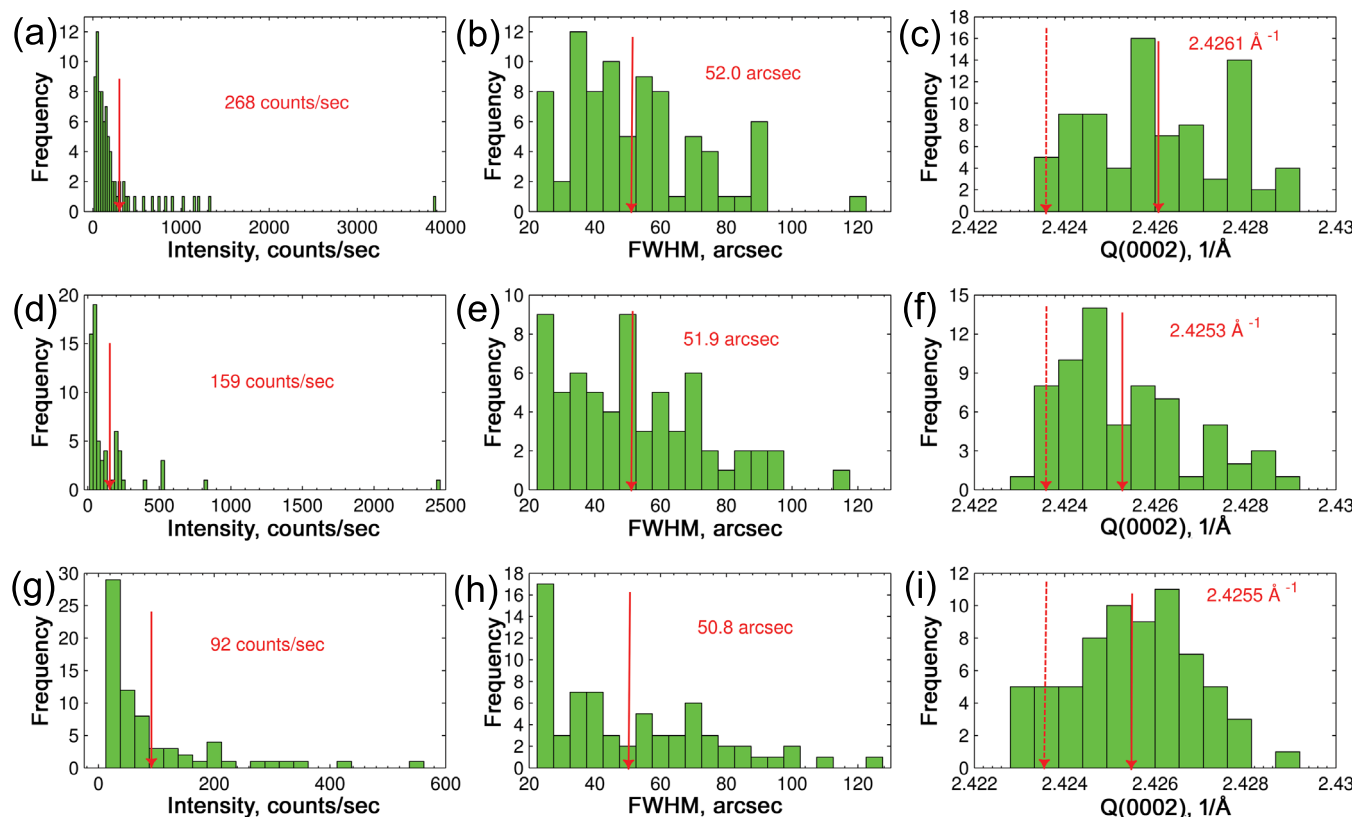 (a)
12
10
8
6
4
2
0
Frequency
268 counts/sec
0 1000 2000 3000 4000
Intensity, counts/sec
(b)
14
12
10
8
6
4
2
0
Frequency
52.0 arcsec
20 40 60 80 100 120
FWHM, arcsec
(c)
18
16
14
12
10
8
6
4
2
0
Frequency
2.4261 Å -1
2.422 2.424 2.426 2.428 2.43
Q(0002), 1/Å
(d)
20
15
10
5
0
Frequency
159 counts/sec
0 500 1000 1500 2000 2500
Intensity, counts/sec
(e)
10
8
6
4
2
0
Frequency
51.9 arcsec
20 40 60 80 100 120
FWHM, arcsec
(f)
15
12
9
6
3
0
Frequency
2.4253 Å -1
2.422 2.424 2.426 2.428 2.43
Q(0002), 1/Å
(g)
30
25
20
15
10
5
0
Frequency
92 counts/sec
0 200 400 600
Intensity, counts/sec
(h)
18
16
14
12
10
8
6
4
2
0
Frequency
50.8 arcsec
20 40 60 80 100 120
FWHM, arcsec
(i)
12
10
8
6
4
2
0
Frequency
2.4255 Å -1
2.422 2.424 2.426 2.428 2.43
Q(0002), 1/Å